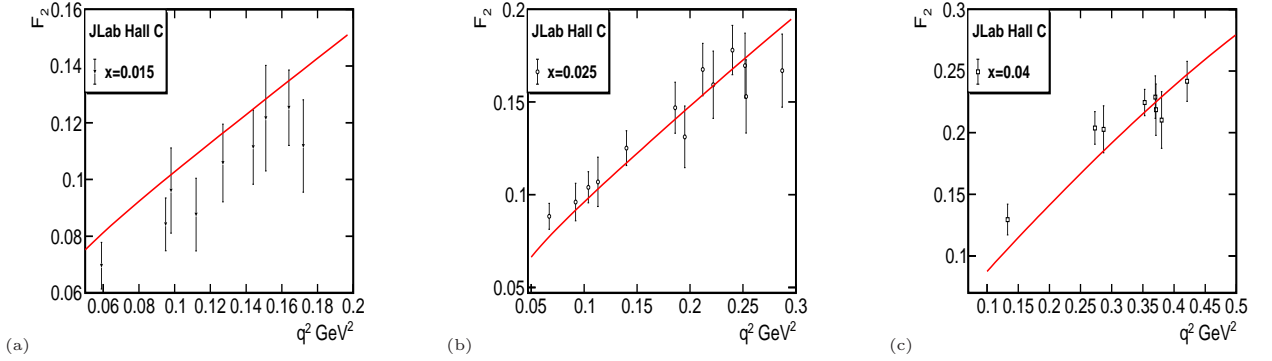 F₂
0.16
0.14
0.12
0.1
0.08
0.06
JLab Hall C
x=0.015
0.06 0.08 0.1 0.12 0.14 0.16 0.18 0.2
q² GeV²
(a)
F₂
0.2
0.15
0.1
0.05
JLab Hall C
x=0.025
0.05 0.1 0.15 0.2 0.25 0.3
q² GeV²
(b)
F₂
0.3
0.25
0.2
0.15
0.1
JLab Hall C
x=0.04
0.1 0.15 0.2 0.25 0.3 0.35 0.4 0.45 0.5
q² GeV²
(c)